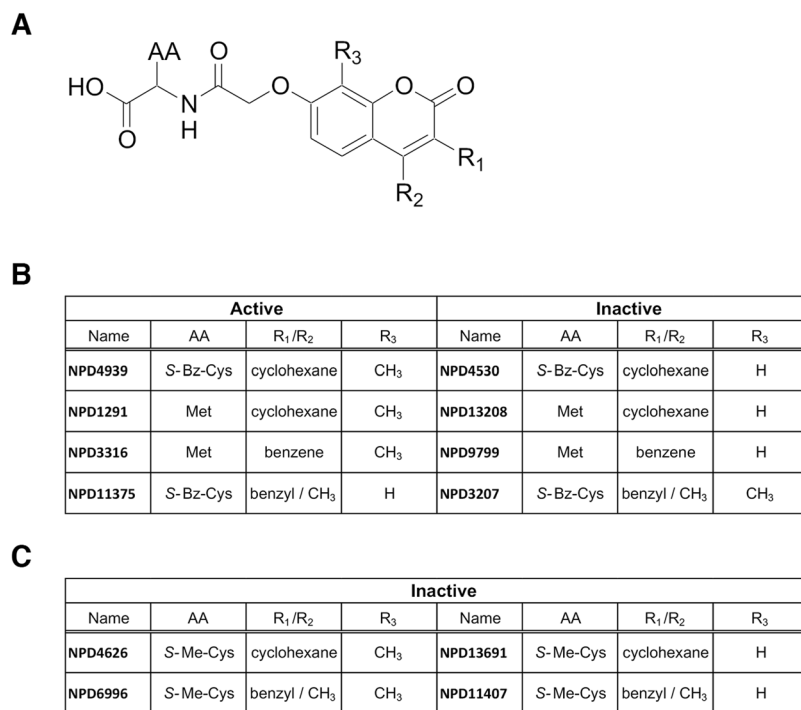 A
AA
O
R₃
HO
O
N
H
O
O
O
R₁
R₂
B
Active Inactive
Name AA R₁/R₂ R₃ Name AA R₁/R₂ R₃
NPD4939 S-Bz-Cys cyclohexane CH₃ NPD4530 S-Bz-Cys cyclohexane H
NPD1291 Met cyclohexane CH₃ NPD13208 Met cyclohexane H
NPD3316 Met benzene CH₃ NPD9799 Met benzene H
NPD11375 S-Bz-Cys benzyl / CH₃ H NPD3207 S-Bz-Cys benzyl / CH₃ CH₃
C
Inactive
Name AA R₁/R₂ R₃ Name AA R₁/R₂ R₃
NPD4626 S-Me-Cys cyclohexane CH₃ NPD13691 S-Me-Cys cyclohexane H
NPD6996 S-Me-Cys benzyl / CH₃ CH₃ NPD11407 S-Me-Cys benzyl / CH₃ H